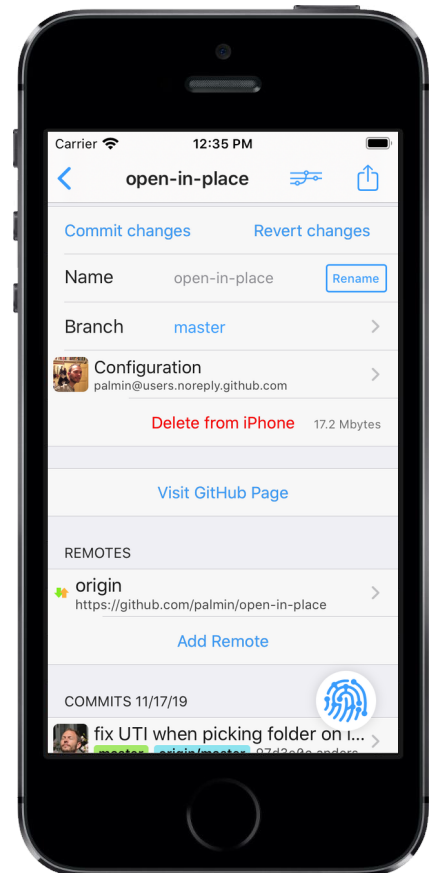 Carrier 12:35 PM
open-in-place
Commit changes Revert changes
Name open-in-place Rename
Branch master
Configuration
palmin@users.noreply.github.com
Delete from iPhone 17.2 Mbytes
Visit GitHub Page
REMOTES
origin
https://github.com/palmin/open-in-place
Add Remote
COMMITS 11/17/19
fix UTI when picking folder on i...
master origin/master 97d3e0e anders